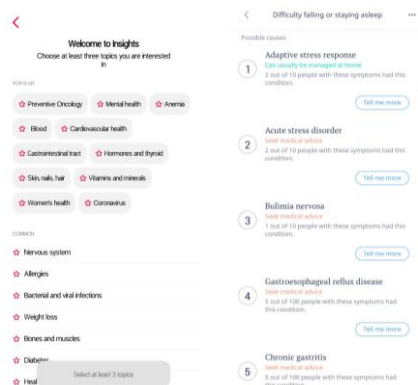 Welcome to Insights
Choose at least three topics you are interested
in
POPULAR
Preventive Oncology
Mental health
Anemia
Blood
Cardiovascular health
Gastrointestinal tract
Hormones and thyroid
Skin, nails, hair
Vitamins and minerals
Women's health
Coronavirus
COMMON
Nervous system
Allergies
Bacterial and viral infections
Weight loss
Bones and muscles
Diabetes
Heal
Select at least 3 topics
Difficulty falling or staying asleep
Possible causes
1
Adaptive stress response
Can usually be managed at home
2 out of 10 people with these symptoms had this
condition.
Tell me more
2
Acute stress disorder
Seek medical advice
2 out of 10 people with these symptoms had this
condition.
Tell me more
3
Bulimia nervosa
Seek medical advice
1 out of 10 people with these symptoms had this
condition.
Tell me more
4
Gastroesophageal reflux disease
Seek medical advice
5 out of 100 people with these symptoms had
this condition.
Tell me more
5
Chronic gastritis
Seek medical advice
5 out of 100 people with these symptoms had
this condition.